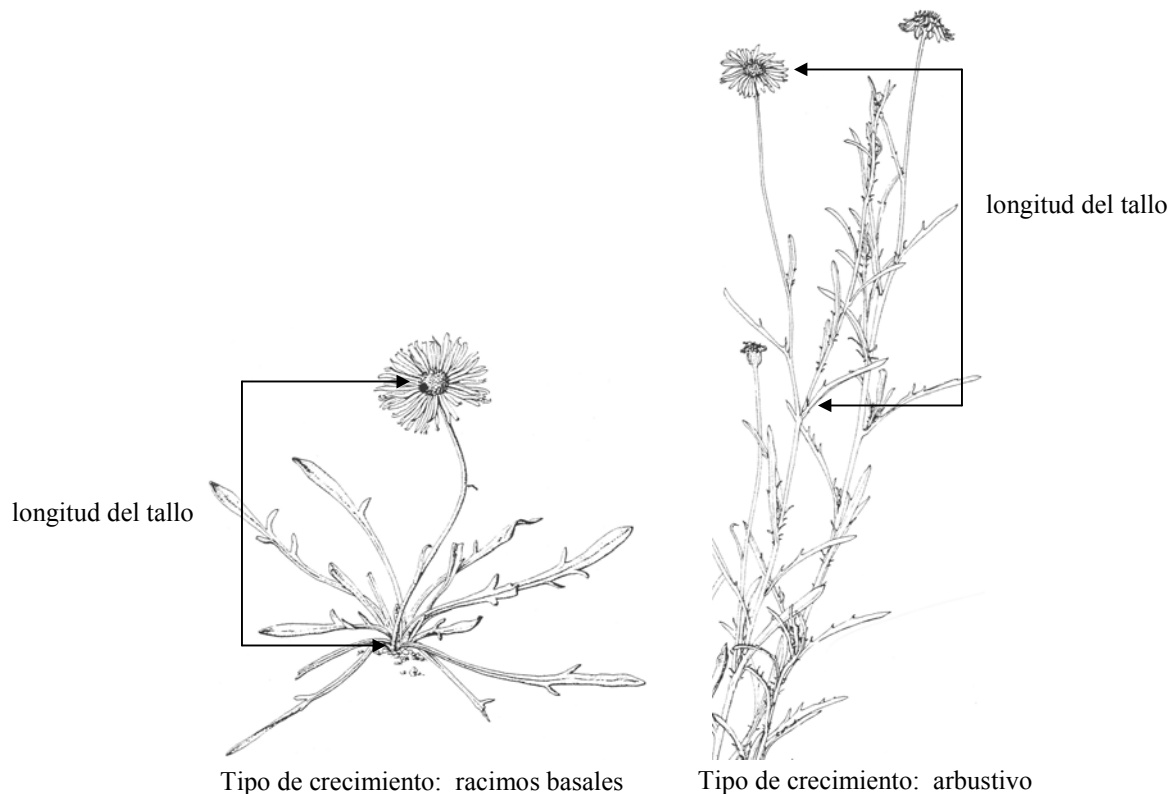 longitud del tallo
longitud del tallo
Tipo de crecimiento: racimos basales
Tipo de crecimiento: arbustivo